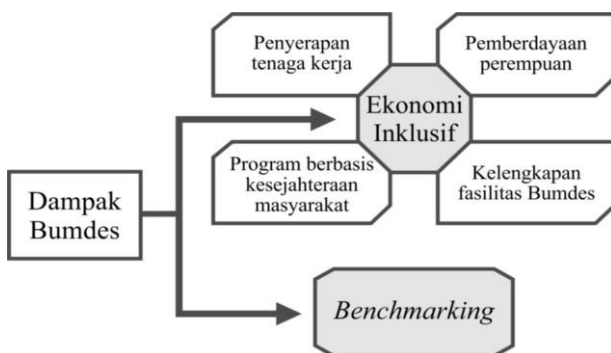 Penyerapan
tenaga kerja
Pemberdayaan
perempuan
Ekonomi
Inklusif
Program berbasis
kesejahteraan
masyarakat
Kelengkapan
fasilitas Bumdes
Dampak
Bumdes
Benchmarking